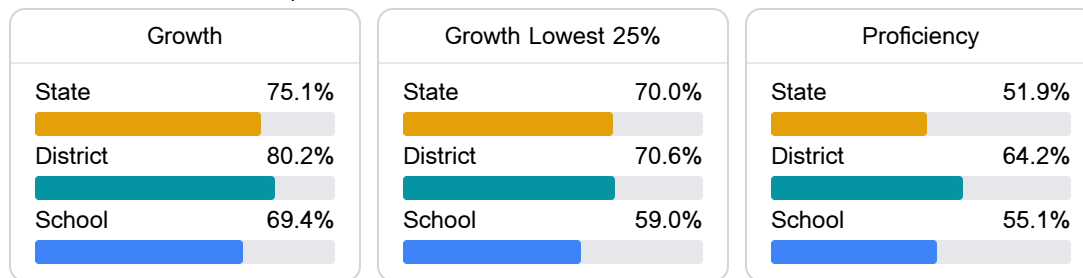 Growth
State 75.1%
District 80.2%
School 69.4%
Growth Lowest 25%
State 70.0%
District 70.6%
School 59.0%
Proficiency
State 51.9%
District 64.2%
School 55.1%